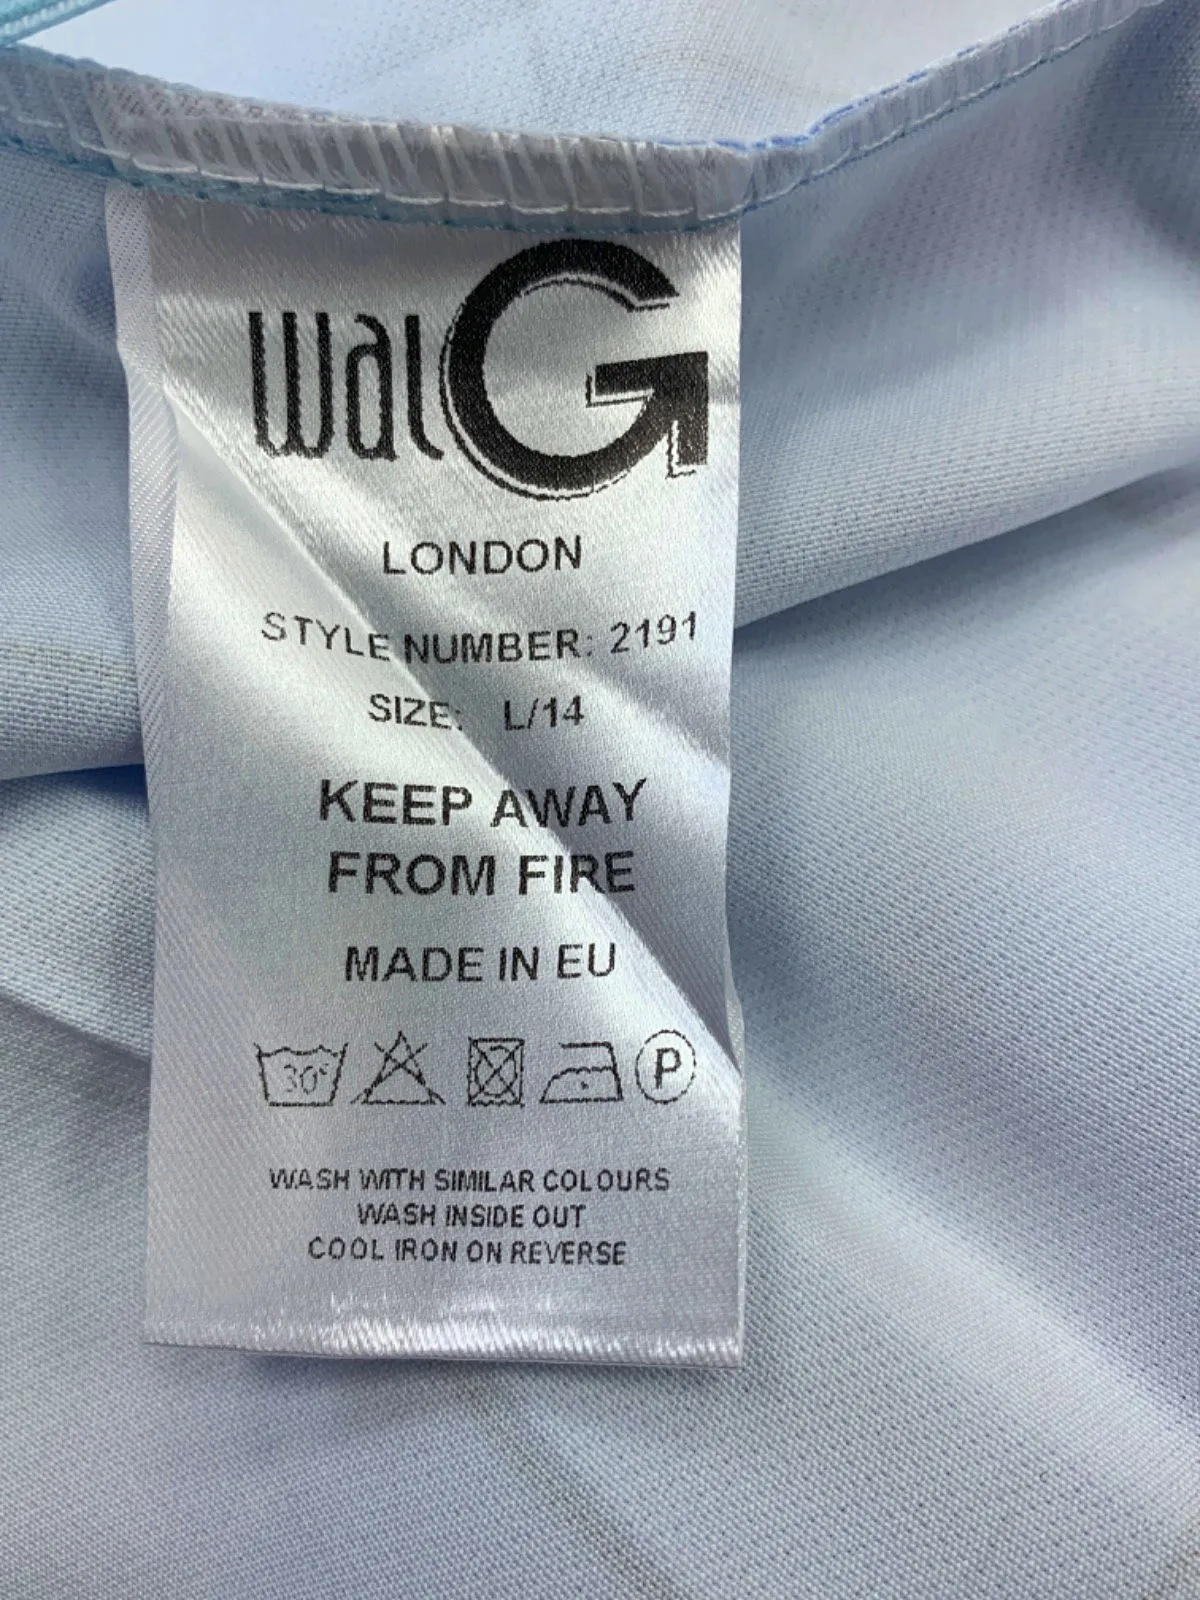 wal G
LONDON
STYLE NUMBER: 2191
SIZE: L/14
KEEP AWAY
FROM FIRE
MADE IN EU
30° P
WASH WITH SIMILAR COLOURS
WASH INSIDE OUT
COOL IRON ON REVERSE